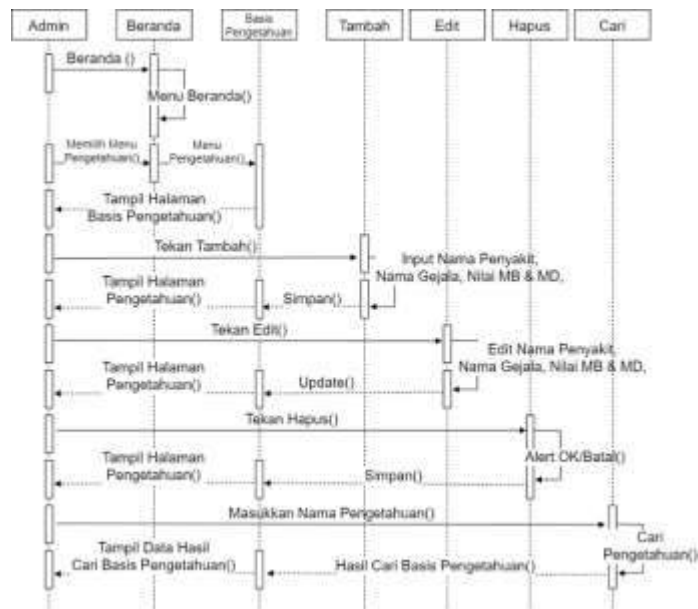 Admin
Beranda
Basis
Pengetahuan
Tambah
Edit
Hapus
Cari
Beranda ()
Menu Beranda()
Memilih Menu
Pengetahuan()
Menu
Pengetahuan()
Tampil Halaman
Basis Pengetahuan()
Tekan Tambah()
Input Nama Penyakit,
Nama Gejala, Nilai MB & MD,
Tampil Halaman
Pengetahuan()
Simpan()
Tekan Edit()
Edit Nama Penyakit,
Nama Gejala, Nilai MB & MD,
Tampil Halaman
Pengetahuan()
Update()
Tekan Hapus()
Alert OK/Batal()
Tampil Halaman
Pengetahuan()
Simpan()
Masukkan Nama Pengetahuan()
Cari
Pengetahuan()
Tampil Data Hasil
Cari Basis Pengetahuan()
Hasil Cari Basis Pengetahuan()